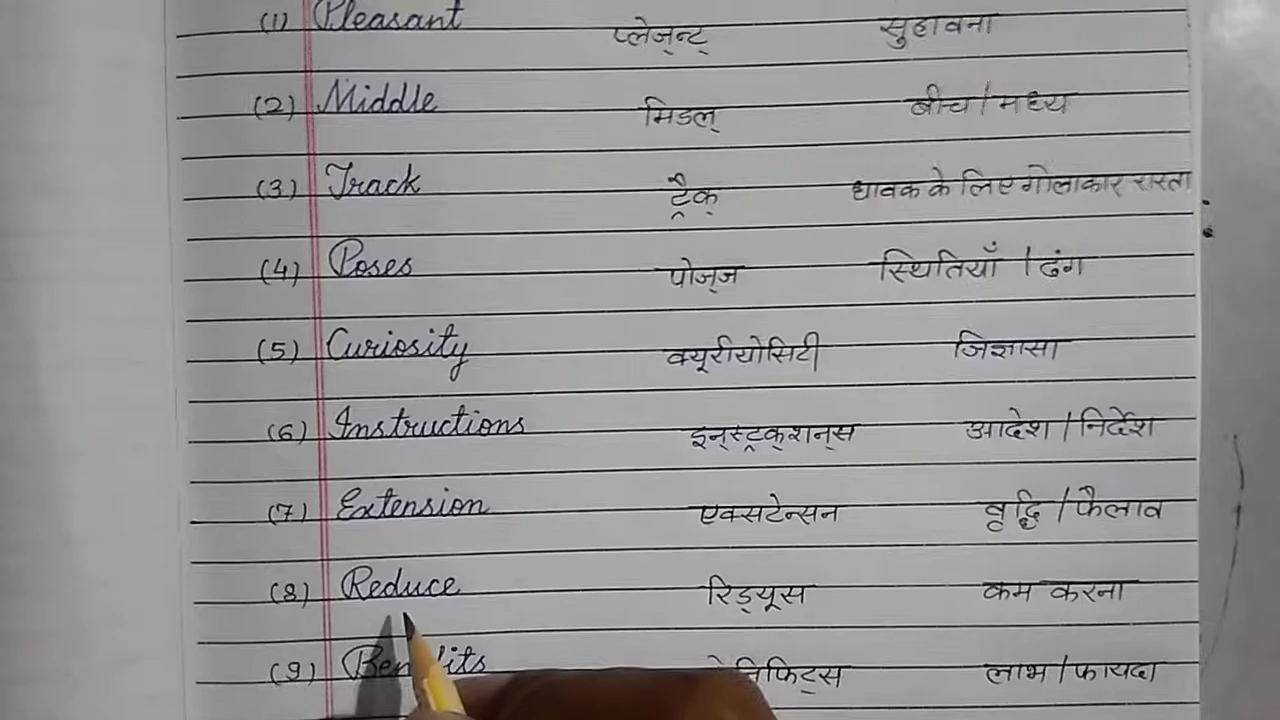 (1) Pleasant प्लेज्न्ट् सुहावना
(2) Middle मिडल् बीच / मध्य
(3) Track ट्रैक् धावक के लिए गोलाकार रास्ता
(4) Poses पोज्ज स्थितियाँ / ढंग
(5) Curiosity क्यूरीयोसिटी जिज्ञासा
(6) Instructions इन्स्ट्रक्शन्स आदेश / निर्देश
(7) Extension एक्सटेन्सन वृद्धि / फैलाव
(8) Reduce रिड्यूस कम करना
(9) लाभ / फायदा